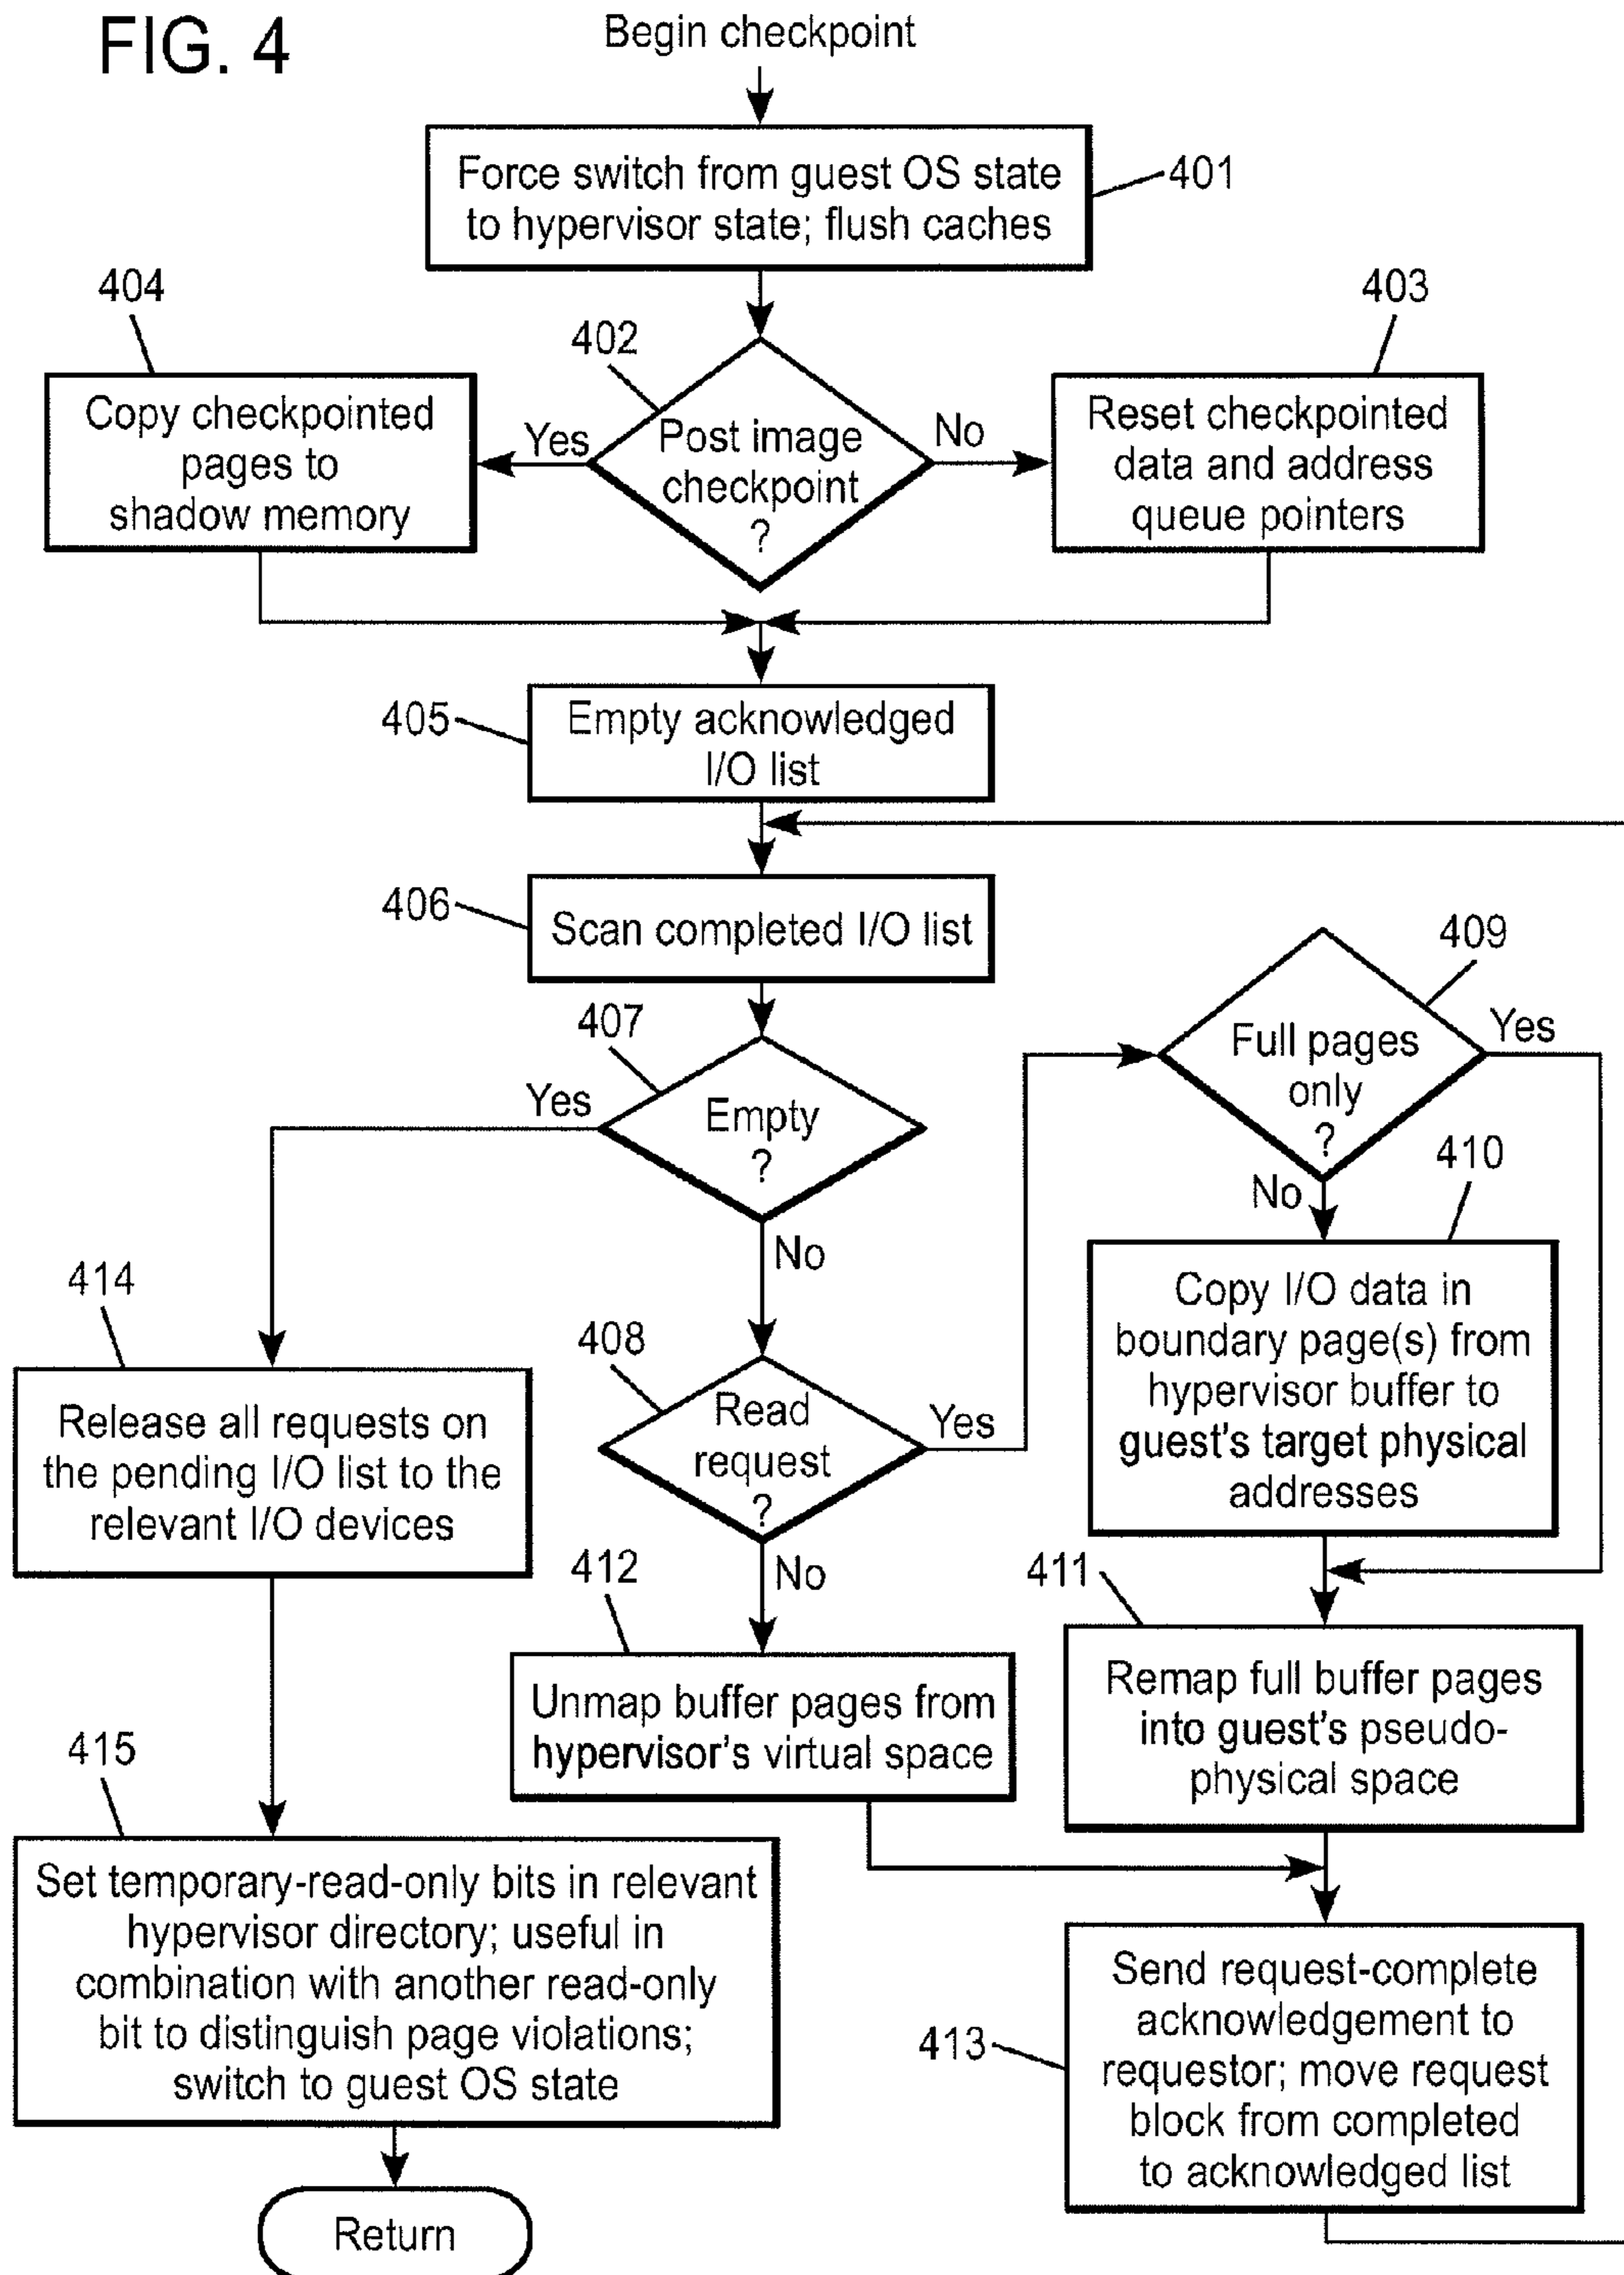 FIG. 4
Begin checkpoint
Force switch from guest OS state
to hypervisor state; flush caches
401
404
403
402
Copy checkpointed
pages to
shadow memory
Yes
Post image
checkpoint
?
No
Reset checkpointed
data and address
queue pointers
405
Empty acknowledged
I/O list
406
Scan completed I/O list
409
407
Full pages
only
?
Yes
Yes
Empty
?
410
No
No
414
408
Copy I/O data in
boundary page(s) from
hypervisor buffer to
guest's target physical
addresses
Release all requests on
the pending I/O list to the
relevant I/O devices
Read
request
?
Yes
412
No
411
Unmap buffer pages from
hypervisor's virtual space
Remap full buffer pages
into guest's pseudo-
physical space
415
Set temporary-read-only bits in relevant
hypervisor directory; useful in
combination with another read-only
bit to distinguish page violations;
switch to guest OS state
413
Send request-complete
acknowledgement to
requestor; move request
block from completed
to acknowledged list
Return